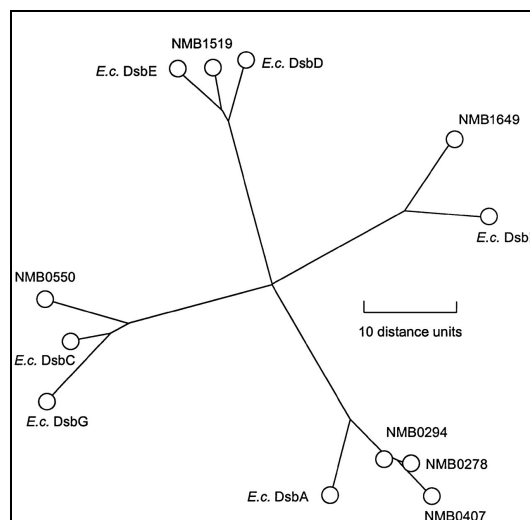 NMB1519
E.c. DsbE
E.c. DsbD
NMB1649
E.c.
NMB0550
10 distance units
E.c. DsbC
E.c. DsbG
NMB0294
NMB0278
E.c. DsbA
NMB0407